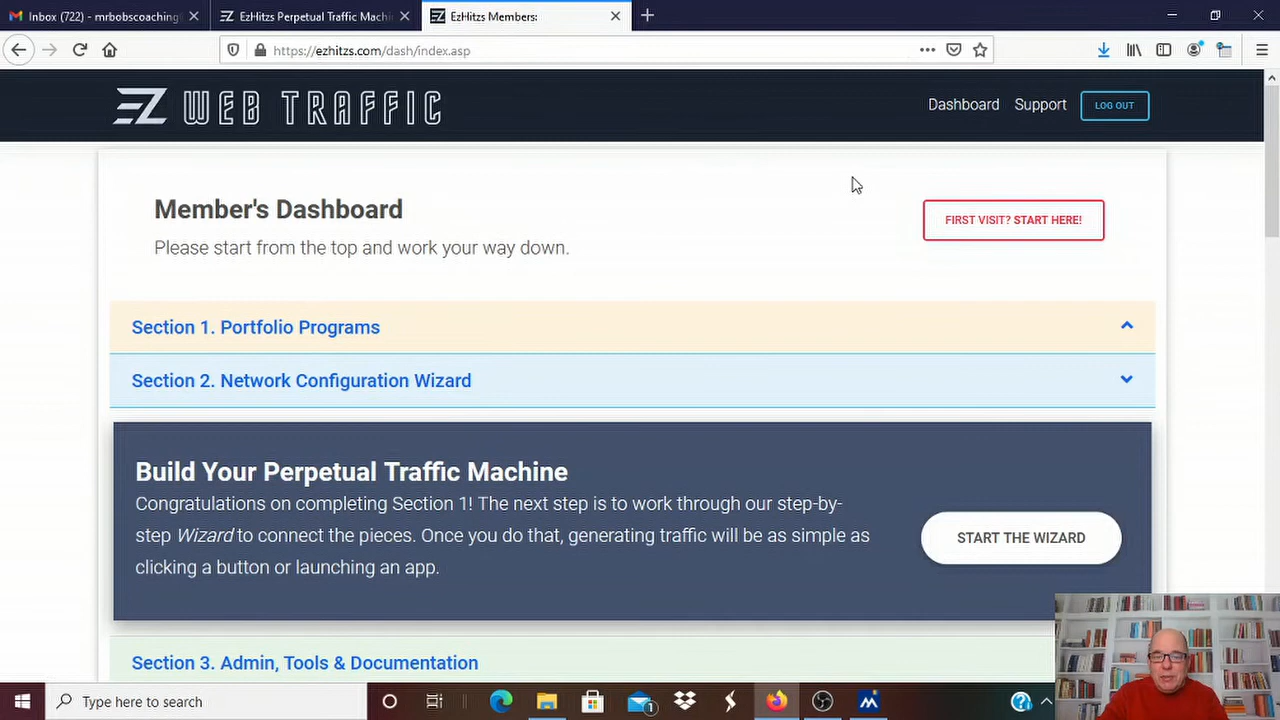 Inbox (722) - mrbobscoaching
EzHitzs Perpetual Traffic Machin
EzHitzs Members:
https://ezhitzs.com/dash/index.asp
EZ WEB TRAFFIC
Dashboard
Support
LOG OUT
Member's Dashboard
Please start from the top and work your way down.
FIRST VISIT? START HERE!
Section 1. Portfolio Programs
Section 2. Network Configuration Wizard
Build Your Perpetual Traffic Machine
Congratulations on completing Section 1! The next step is to work through our step-by-
step Wizard to connect the pieces. Once you do that, generating traffic will be as simple as
clicking a button or launching an app.
START THE WIZARD
Section 3. Admin, Tools & Documentation
Type here to search
1